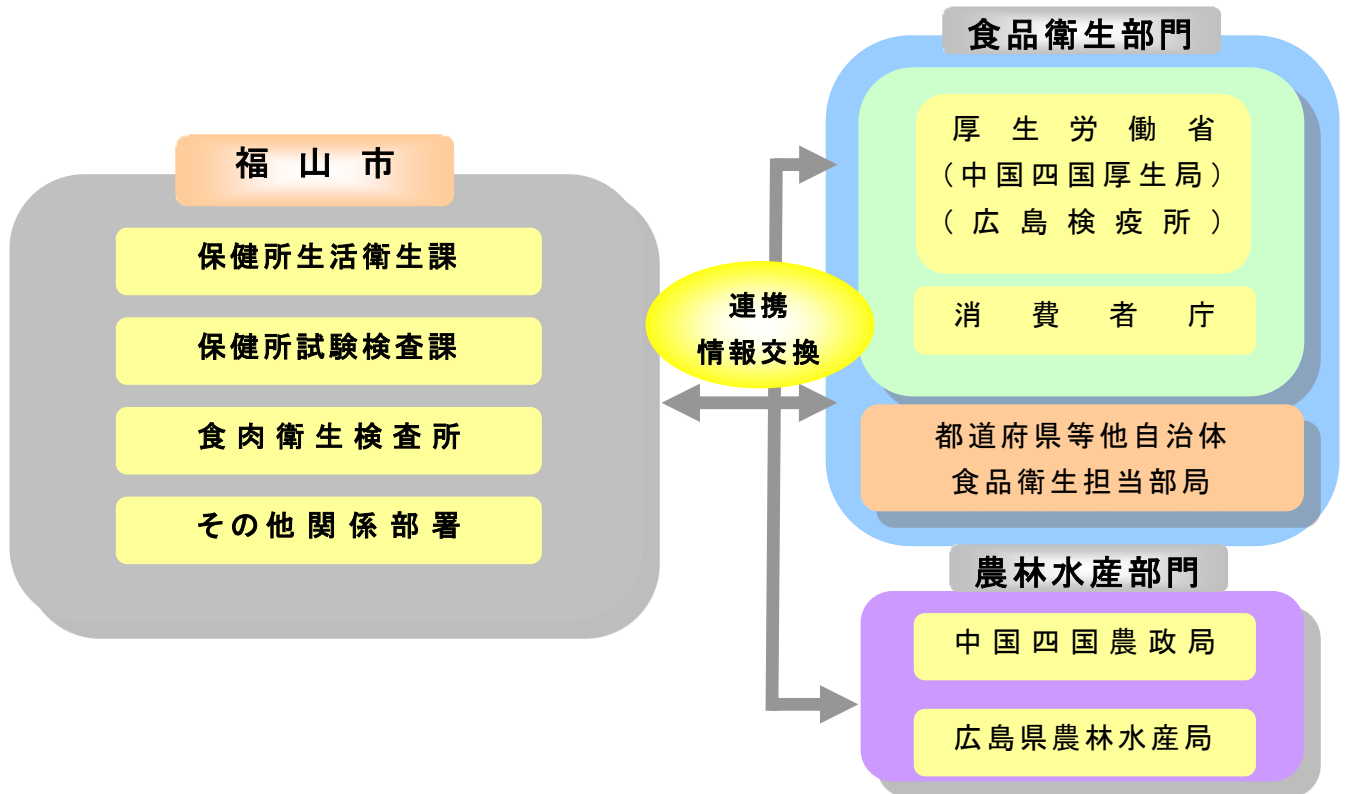 福山市
保健所生活衛生課
保健所試験検査課
食肉衛生検査所
その他関係部署
連携
情報交換
食品衛生部門
厚生労働省
（中国四国厚生局）
（広島検疫所）
消費者庁
都道府県等他自治体
食品衛生担当部局
農林水産部門
中国四国農政局
広島県農林水産局